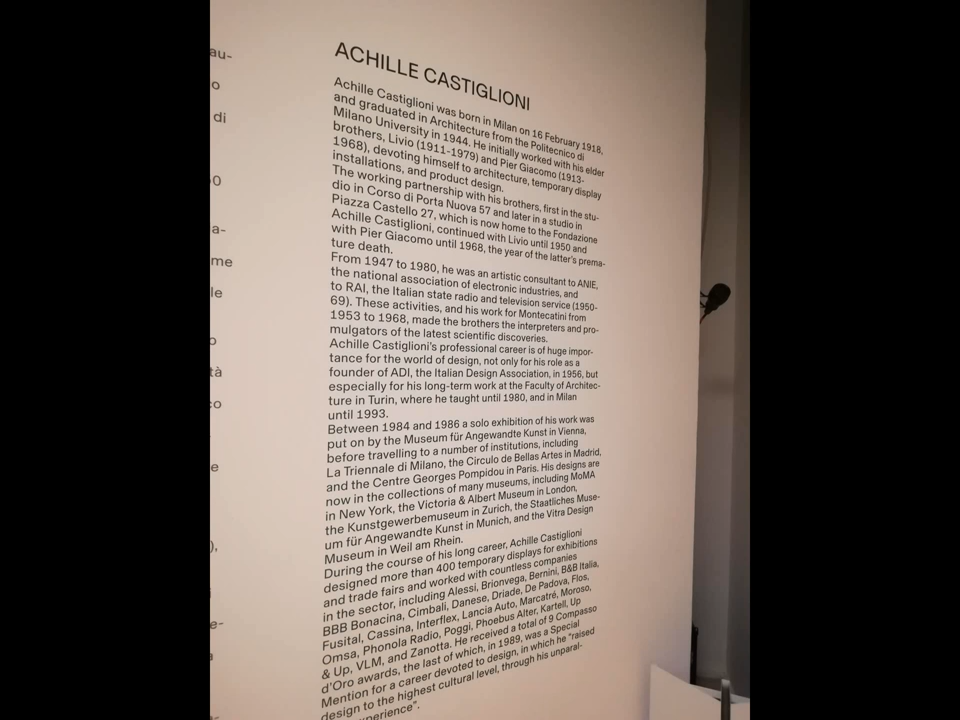 au-
o
di
0
a-
me
le
o
tà
co
e
),
e-
a
ACHILLE CASTIGLIONI
Achille Castiglioni was born in Milan on 16 February 1918,
and graduated in Architecture from the Politecnico di
Milano University in 1944. He initially worked with his elder
brothers, Livio (1911-1979) and Pier Giacomo (1913-
1968), devoting himself to architecture, temporary display
installations, and product design.
The working partnership with his brothers, first in the stu-
dio in Corso di Porta Nuova 57 and later in a studio in
Piazza Castello 27, which is now home to the Fondazione
Achille Castiglioni, continued with Livio until 1950 and
with Pier Giacomo until 1968, the year of the latter's prema-
ture death.
From 1947 to 1980, he was an artistic consultant to ANIE,
the national association of electronic industries, and
to RAI, the Italian state radio and television service (1950-
69). These activities, and his work for Montecatini from
1953 to 1968, made the brothers the interpreters and pro-
mulgators of the latest scientific discoveries.
Achille Castiglioni's professional career is of huge impor-
tance for the world of design, not only for his role as a
founder of ADI, the Italian Design Association, in 1956, but
especially for his long-term work at the Faculty of Architec-
ture in Turin, where he taught until 1980, and in Milan
until 1993.
Between 1984 and 1986 a solo exhibition of his work was
put on by the Museum für Angewandte Kunst in Vienna,
before travelling to a number of institutions, including
La Triennale di Milano, the Circulo de Bellas Artes in Madrid,
and the Centre Georges Pompidou in Paris. His designs are
now in the collections of many museums, including MoMA
in New York, the Victoria & Albert Museum in London,
the Kunstgewerbemuseum in Zurich, the Staatliches Muse-
um für Angewandte Kunst in Munich, and the Vitra Design
Museum in Weil am Rhein.
During the course of his long career, Achille Castiglioni
designed more than 400 temporary displays for exhibitions
and trade fairs and worked with countless companies
in the sector, including Alessi, Brionvega, Bernini, B&B Italia,
BBB Bonacina, Cimbali, Danese, Driade, De Padova, Flos,
Fusital, Cassina, Interflex, Lancia Auto, Marcatré, Moroso,
Omsa, Phonola Radio, Poggi, Phoebus Alter, Kartell, Up
& Up, VLM, and Zanotta. He received a total of 9 Compasso
d'Oro awards, the last of which, in 1989, was a Special
Mention for a career devoted to design, in which he "raised
design to the highest cultural level, through his unparal-
experience".